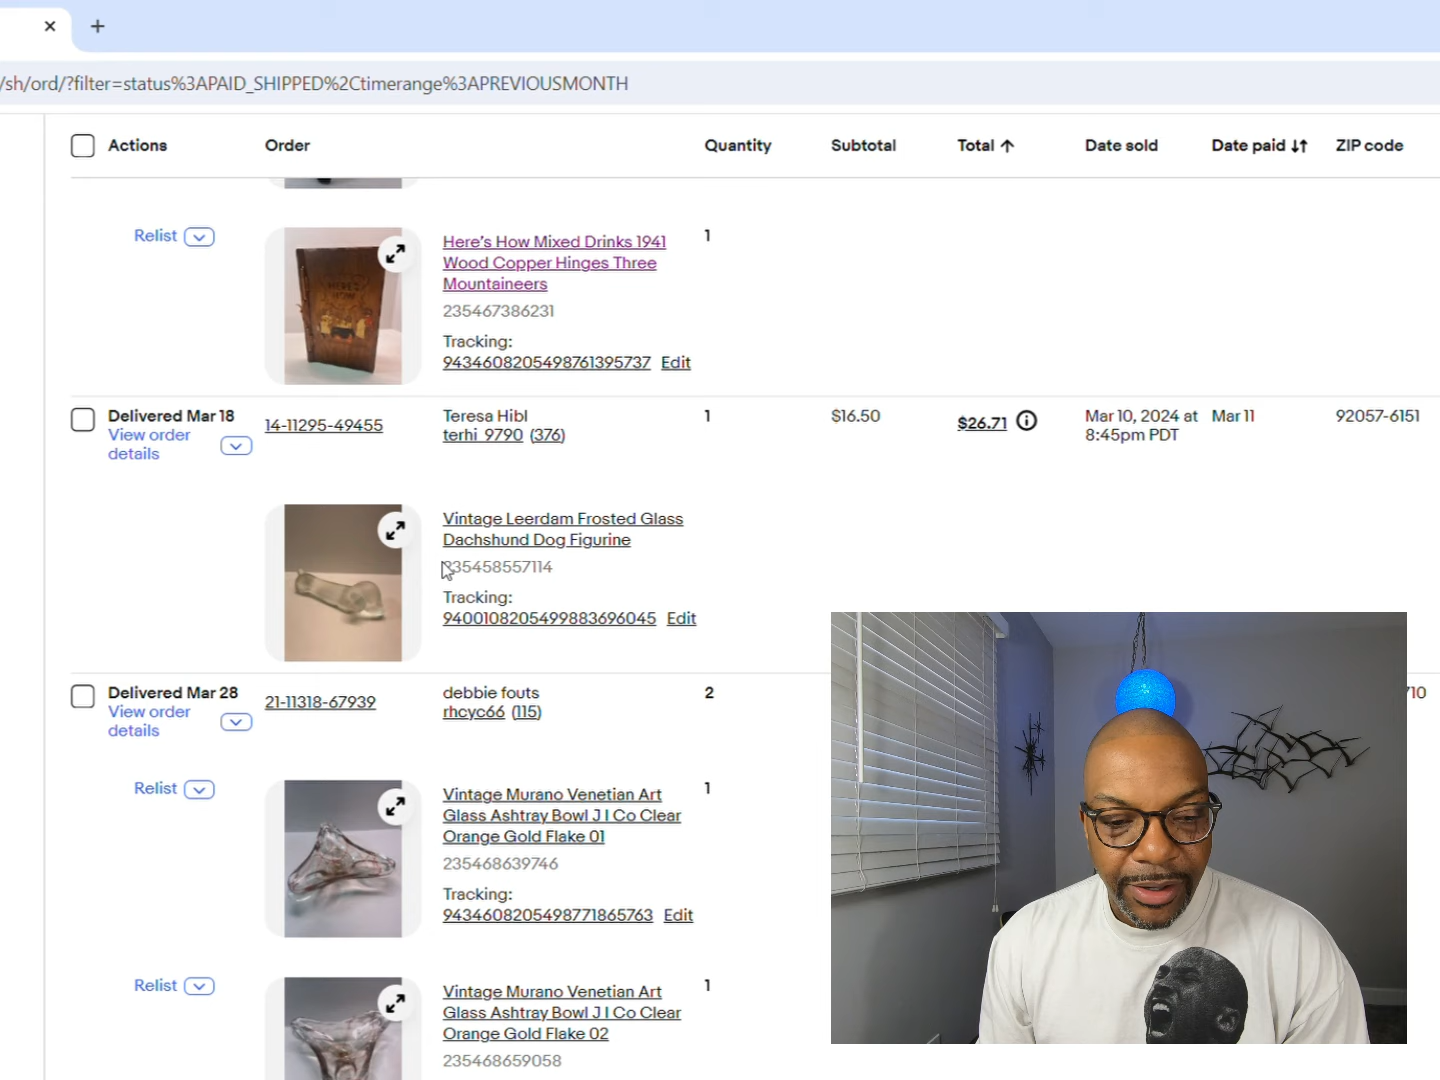 /sh/ord/?filter=status%3APAID_SHIPPED%2Ctimerange%3APREVIOUSMONTH
Actions Order Quantity Subtotal Total Date sold Date paid ZIP code
Relist
Here's How Mixed Drinks 1941
Wood Copper Hinges Three
Mountaineers
1
235467386231
Tracking:
9434608205498761395737 Edit
Delivered Mar 18
View order
details
14-11295-49455
Teresa Hibl
terhi_9790 (376)
1
$16.50
$26.71
Mar 10, 2024 at
8:45pm PDT
Mar 11
92057-6151
Vintage Leerdam Frosted Glass
Dachshund Dog Figurine
235458557114
Tracking:
9400108205499883696045 Edit
Delivered Mar 28
View order
details
21-11318-67939
debbie fouts
rhcyc66 (115)
2
710
Relist
Vintage Murano Venetian Art
Glass Ashtray Bowl J I Co Clear
Orange Gold Flake 01
1
235468639746
Tracking:
9434608205498771865763 Edit
Relist
Vintage Murano Venetian Art
Glass Ashtray Bowl J I Co Clear
Orange Gold Flake 02
1
235468659058